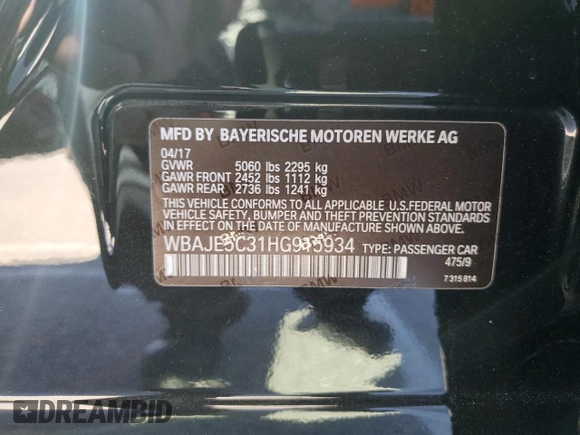 MFD BY BAYERISCHE MOTOREN WERKE AG
04/17
GVWR 5060 lbs 2295 kg
GAWR FRONT 2452 lbs 1112 kg
GAWR REAR 2736 lbs 1241 kg
THIS VEHICLE CONFORMS TO ALL APPLICABLE U.S.FEDERAL MOTOR
VEHICLE SAFETY, BUMPER AND THEFT PREVENTION STANDARDS
IN EFFECT ON THE DATE OF MANUFACTURE SHOWN ABOVE.
TYPE: PASSENGER CAR
475/9
7 315 814
DREAMBID